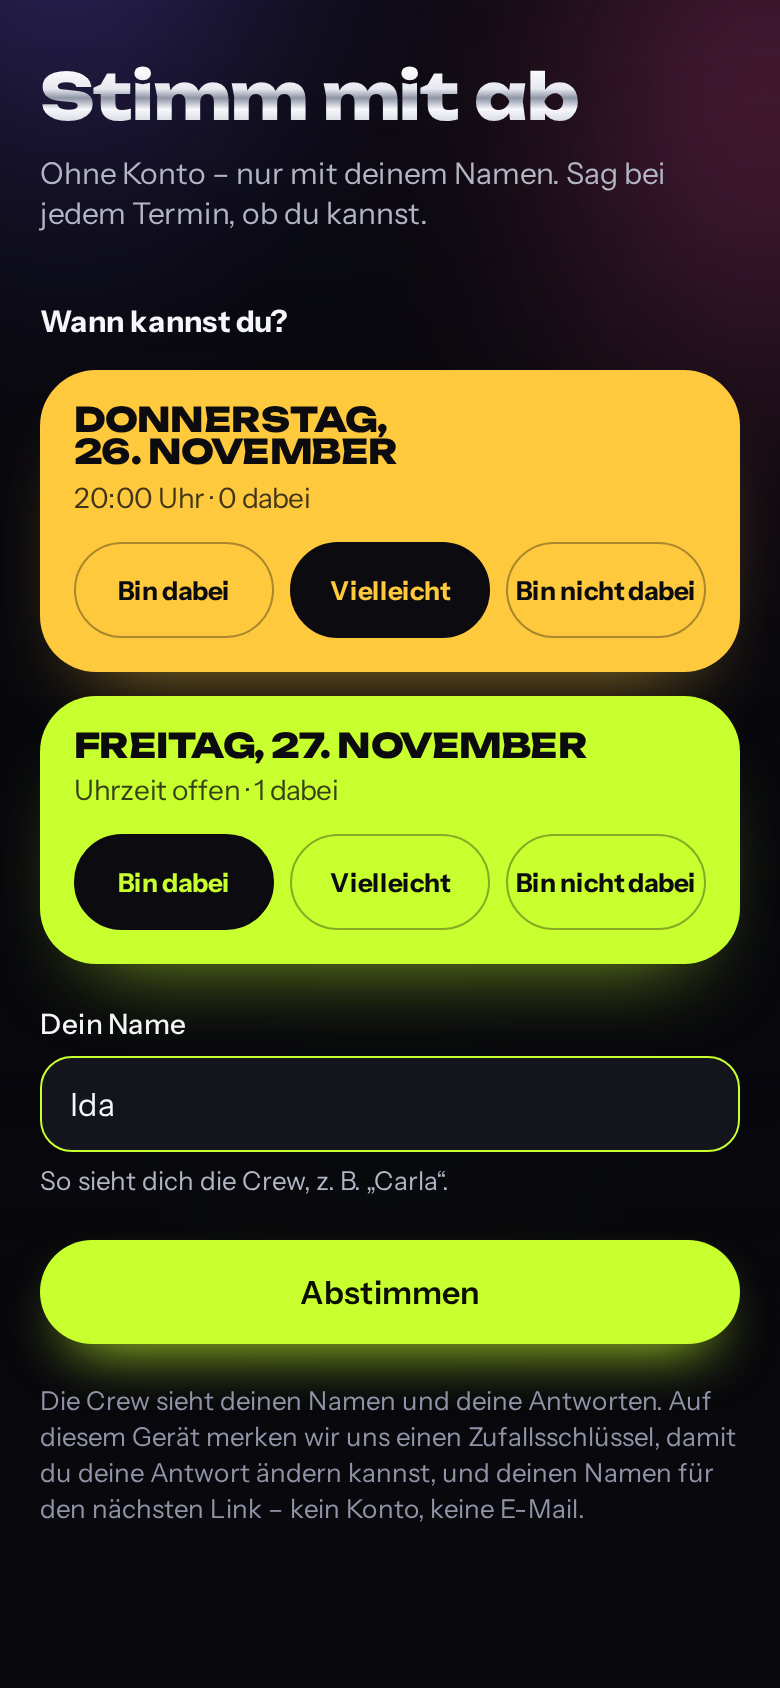 Stimm mit ab
Ohne Konto – nur mit deinem Namen. Sag bei
jedem Termin, ob du kannst.
Wann kannst du?
DONNERSTAG,
26. NOVEMBER
20:00 Uhr · 0 dabei
Bin dabei
Vielleicht
Bin nicht dabei
FREITAG, 27. NOVEMBER
Uhrzeit offen · 1 dabei
Bin dabei
Vielleicht
Bin nicht dabei
Dein Name
Ida
So sieht dich die Crew, z. B. „Carla“.
Abstimmen
Die Crew sieht deinen Namen und deine Antworten. Auf
diesem Gerät merken wir uns einen Zufallsschlüssel, damit
du deine Antwort ändern kannst, und deinen Namen für
den nächsten Link – kein Konto, keine E-Mail.